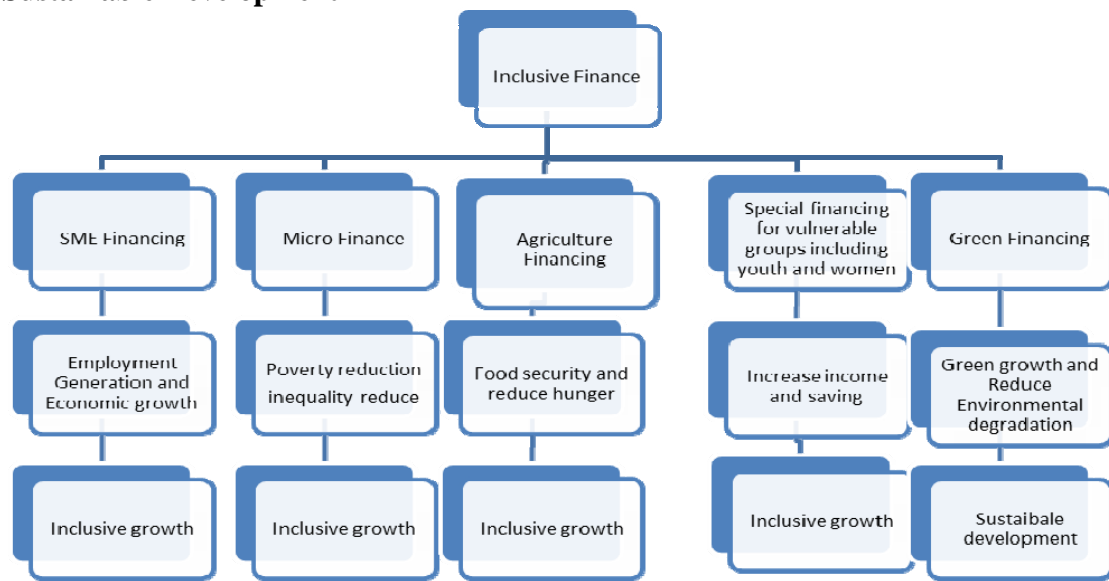 Sustainable Development
Inclusive Finance
SME Financing
Micro Finance
Agriculture
Financing
Special financing
for vulnerable
groups including
youth and women
Green Financing
Employment
Generation and
Economic growth
Poverty reduction
inequality reduce
Food security and
reduce hunger
Increase income
and saving
Green growth and
Reduce
Environmental
degradation
Inclusive growth
Inclusive growth
Inclusive growth
Inclusive growth
Sustaibale
development